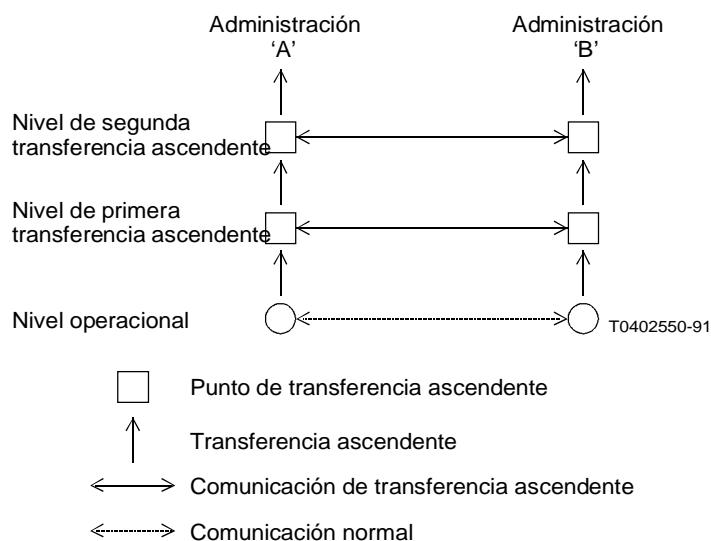 Administración
‘A’
Administración
‘B’
Nivel de segunda
transferencia ascendente
Nivel de primera
transferencia ascendente
Nivel operacional
T0402550-91
Punto de transferencia ascendente
Transferencia ascendente
Comunicación de transferencia ascendente
Comunicación normal